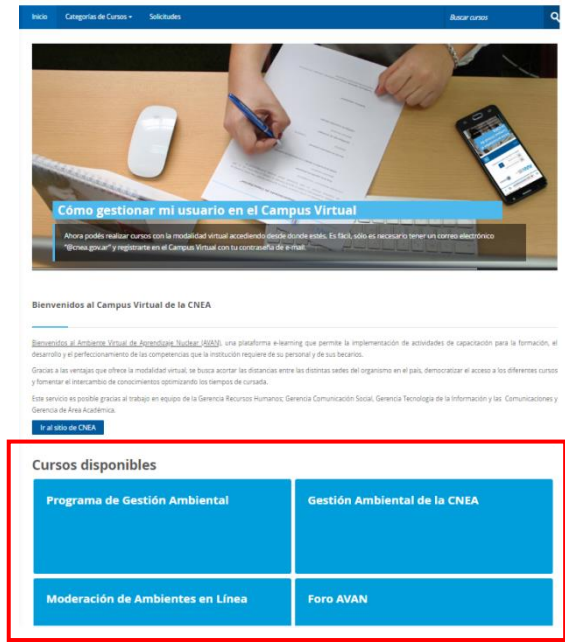 Inicio Categorías de Cursos Solicitudes Buscar cursos
Cómo gestionar mi usuario en el Campus Virtual
Ahora podés realizar cursos con la modalidad virtual accediendo desde donde estés. Es fácil, sólo es necesario tener un correo electrónico
"@cnea.gov.ar" y registrarte en el Campus Virtual con tu contraseña de e-mail.
Bienvenidos al Campus Virtual de la CNEA
Bienvenidos al Ambiente Virtual de Aprendizaje Nuclear (AVAN), una plataforma e-learning que permite la implementación de actividades de capacitación para la formación, el
desarrollo y el perfeccionamiento de las competencias que la institución requiere de su personal y de sus becarios.
Gracias a las ventajas que ofrece la modalidad virtual, se busca acortar las distancias entre las distintas sedes del organismo en el país, democratizar el acceso a los diferentes cursos
y fomentar el intercambio de conocimientos optimizando los tiempos de cursada.
Este servicio es posible gracias al trabajo en equipo de la Gerencia Recursos Humanos; Gerencia Comunicación Social, Gerencia Tecnología de la Información y las Comunicaciones y
Gerencia de Area Académica.
Ir al sitio de CNEA
Cursos disponibles
Programa de Gestión Ambiental
Gestión Ambiental de la CNEA
Moderación de Ambientes en Línea
Foro AVAN